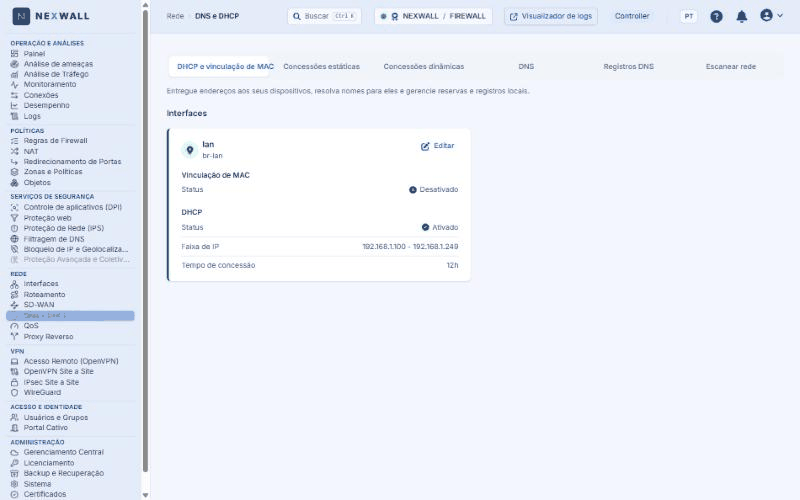 NEXWALL
OPERAÇÃO E ANÁLISES
Painel
Análise de ameaças
Análise de Tráfego
Monitoramento
Conexões
Desempenho
Logs
POLÍTICAS
Regras de Firewall
NAT
Redirecionamento de Portas
Zonas e Políticas
Objetos
SERVIÇOS DE SEGURANÇA
Controle de aplicativos (DPI)
Proteção web
Proteção de Rede (IPS)
Filtragem de DNS
Bloqueio de IP e Geolocaliza...
Proteção Avançada e Coletiv...
REDE
Interfaces
Roteamento
SD-WAN
QoS
Proxy Reverso
VPN
Acesso Remoto (OpenVPN)
OpenVPN Site a Site
IPsec Site a Site
WireGuard
ACESSO E IDENTIDADE
Usuários e Grupos
Portal Cativo
ADMINISTRAÇÃO
Gerenciamento Central
Licenciamento
Backup e Recuperação
Sistema
Certificados
Rede DNS e DHCP
Buscar Ctrl K
NEXWALL / FIREWALL
Visualizador de logs
Controller
PT
DHCP e vinculação de MAC Concessões estáticas Concessões dinâmicas DNS Registros DNS Escanear rede
Entregue endereços aos seus dispositivos, resolva nomes para eles e gerencie reservas e registros locais.
Interfaces
lan
br-lan
Editar
Vinculação de MAC
Status Desativado
DHCP
Status Ativado
Faixa de IP 192.168.1.100 - 192.168.1.249
Tempo de concessão 12h